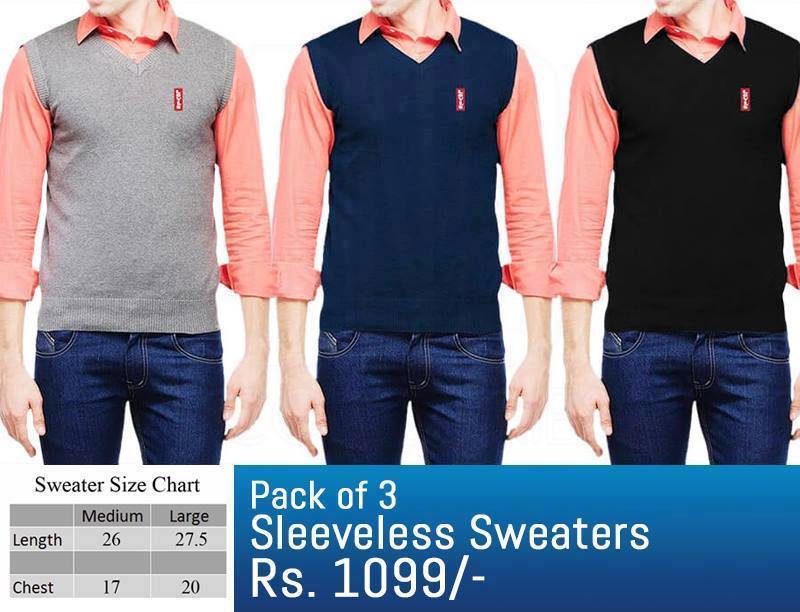 Sweater Size Chart
Medium Large
Length 26 27.5
Chest 17 20
Pack of 3
Sleeveless Sweaters
Rs. 1099/-